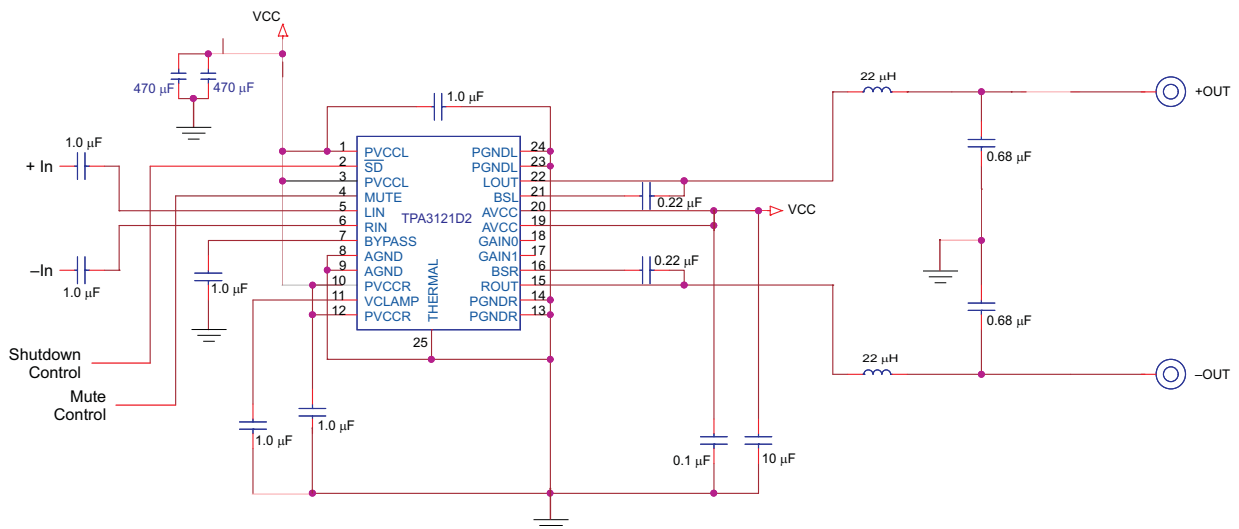 VCC
470 µF
470 µF
1.0 µF
1.0 µF
+ In
–In
1.0 µF
1.0 µF
Shutdown
Control
Mute
Control
1.0 µF
1.0 µF
1 PVCCL
2 SD
3 PVCCL
4 MUTE
5 LIN
6 RIN
7 BYPASS
8 AGND
9 AGND
10 PVCCR
11 VCLAMP
12 PVCCR
TPA3121D2
THERMAL
25
PGNDL 24
PGNDL 23
LOUT 22
BSL 21
AVCC 20
AVCC 19
GAIN0 18
GAIN1 17
BSR 16
ROUT 15
PGNDR 14
PGNDR 13
0.22 µF
VCC
0.22 µF
0.1 µF
10 µF
22 µH
+OUT
0.68 µF
0.68 µF
22 µH
–OUT